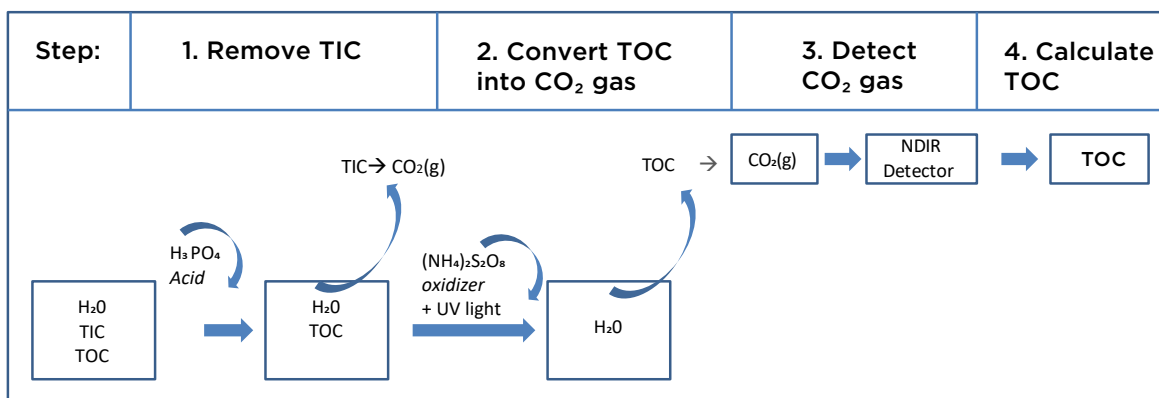 Step:
1. Remove TIC
2. Convert TOC
into CO₂ gas
3. Detect
CO₂ gas
4. Calculate
TOC
TIC→ CO₂(g)
TOC →
CO₂(g)
NDIR
Detector
TOC
H₃ PO₄
Acid
(NH₄)₂S₂O₈
oxidizer
+ UV light
H₂0
TIC
TOC
H₂0
TOC
H₂0